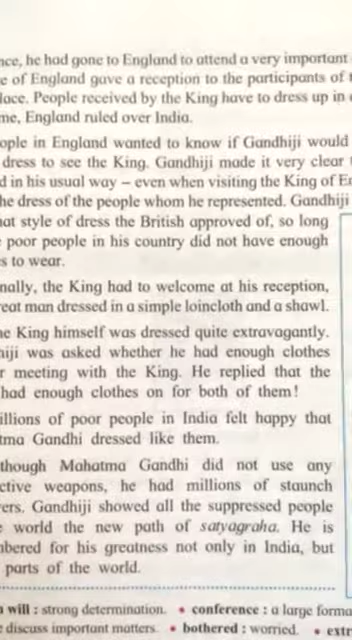 nce, he had gone to England to attend a very important
e of England gave a reception to the participants of
lace. People received by the King have to dress up in
me, England ruled over India.
ople in England wanted to know if Gandhiji would
dress to see the King. Gandhiji made it very clear
d in his usual way – even when visiting the King of En
he dress of the people whom he represented. Gandhiji
hat style of dress the British approved of, so long
poor people in his country did not have enough
s to wear.
nally, the King had to welcome at his reception,
reat man dressed in a simple loincloth and a shawl.
he King himself was dressed quite extravagantly.
hiji was asked whether he had enough clothes
r meeting with the King. He replied that the
had enough clothes on for both of them!
illions of poor people in India felt happy that
tma Gandhi dressed like them.
though Mahatma Gandhi did not use any
ctive weapons, he had millions of staunch
ers. Gandhiji showed all the suppressed people
e world the new path of satyagraha. He is
mbered for his greatness not only in India, but
parts of the world.
n will : strong determination. • conference : a large forma
e discuss important matters. • bothered : worried. • extr